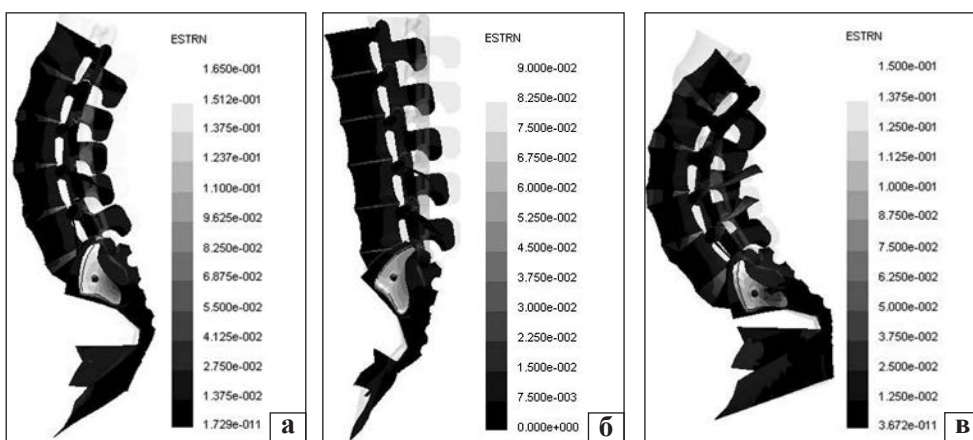 ESTRN
1.650e-001
1.512e-001
1.375e-001
1.237e-001
1.100e-001
9.625e-002
8.250e-002
6.875e-002
5.500e-002
4.125e-002
2.750e-002
1.375e-002
1.729e-011
а
ESTRN
9.000e-002
8.250e-002
7.500e-002
6.750e-002
6.000e-002
5.250e-002
4.500e-002
3.750e-002
3.000e-002
2.250e-002
1.500e-002
7.500e-003
0.000e+000
б
ESTRN
1.500e-001
1.375e-001
1.250e-001
1.125e-001
1.000e-001
8.750e-002
7.500e-002
6.250e-002
5.000e-002
3.750e-002
2.500e-002
1.250e-002
3.672e-011
в